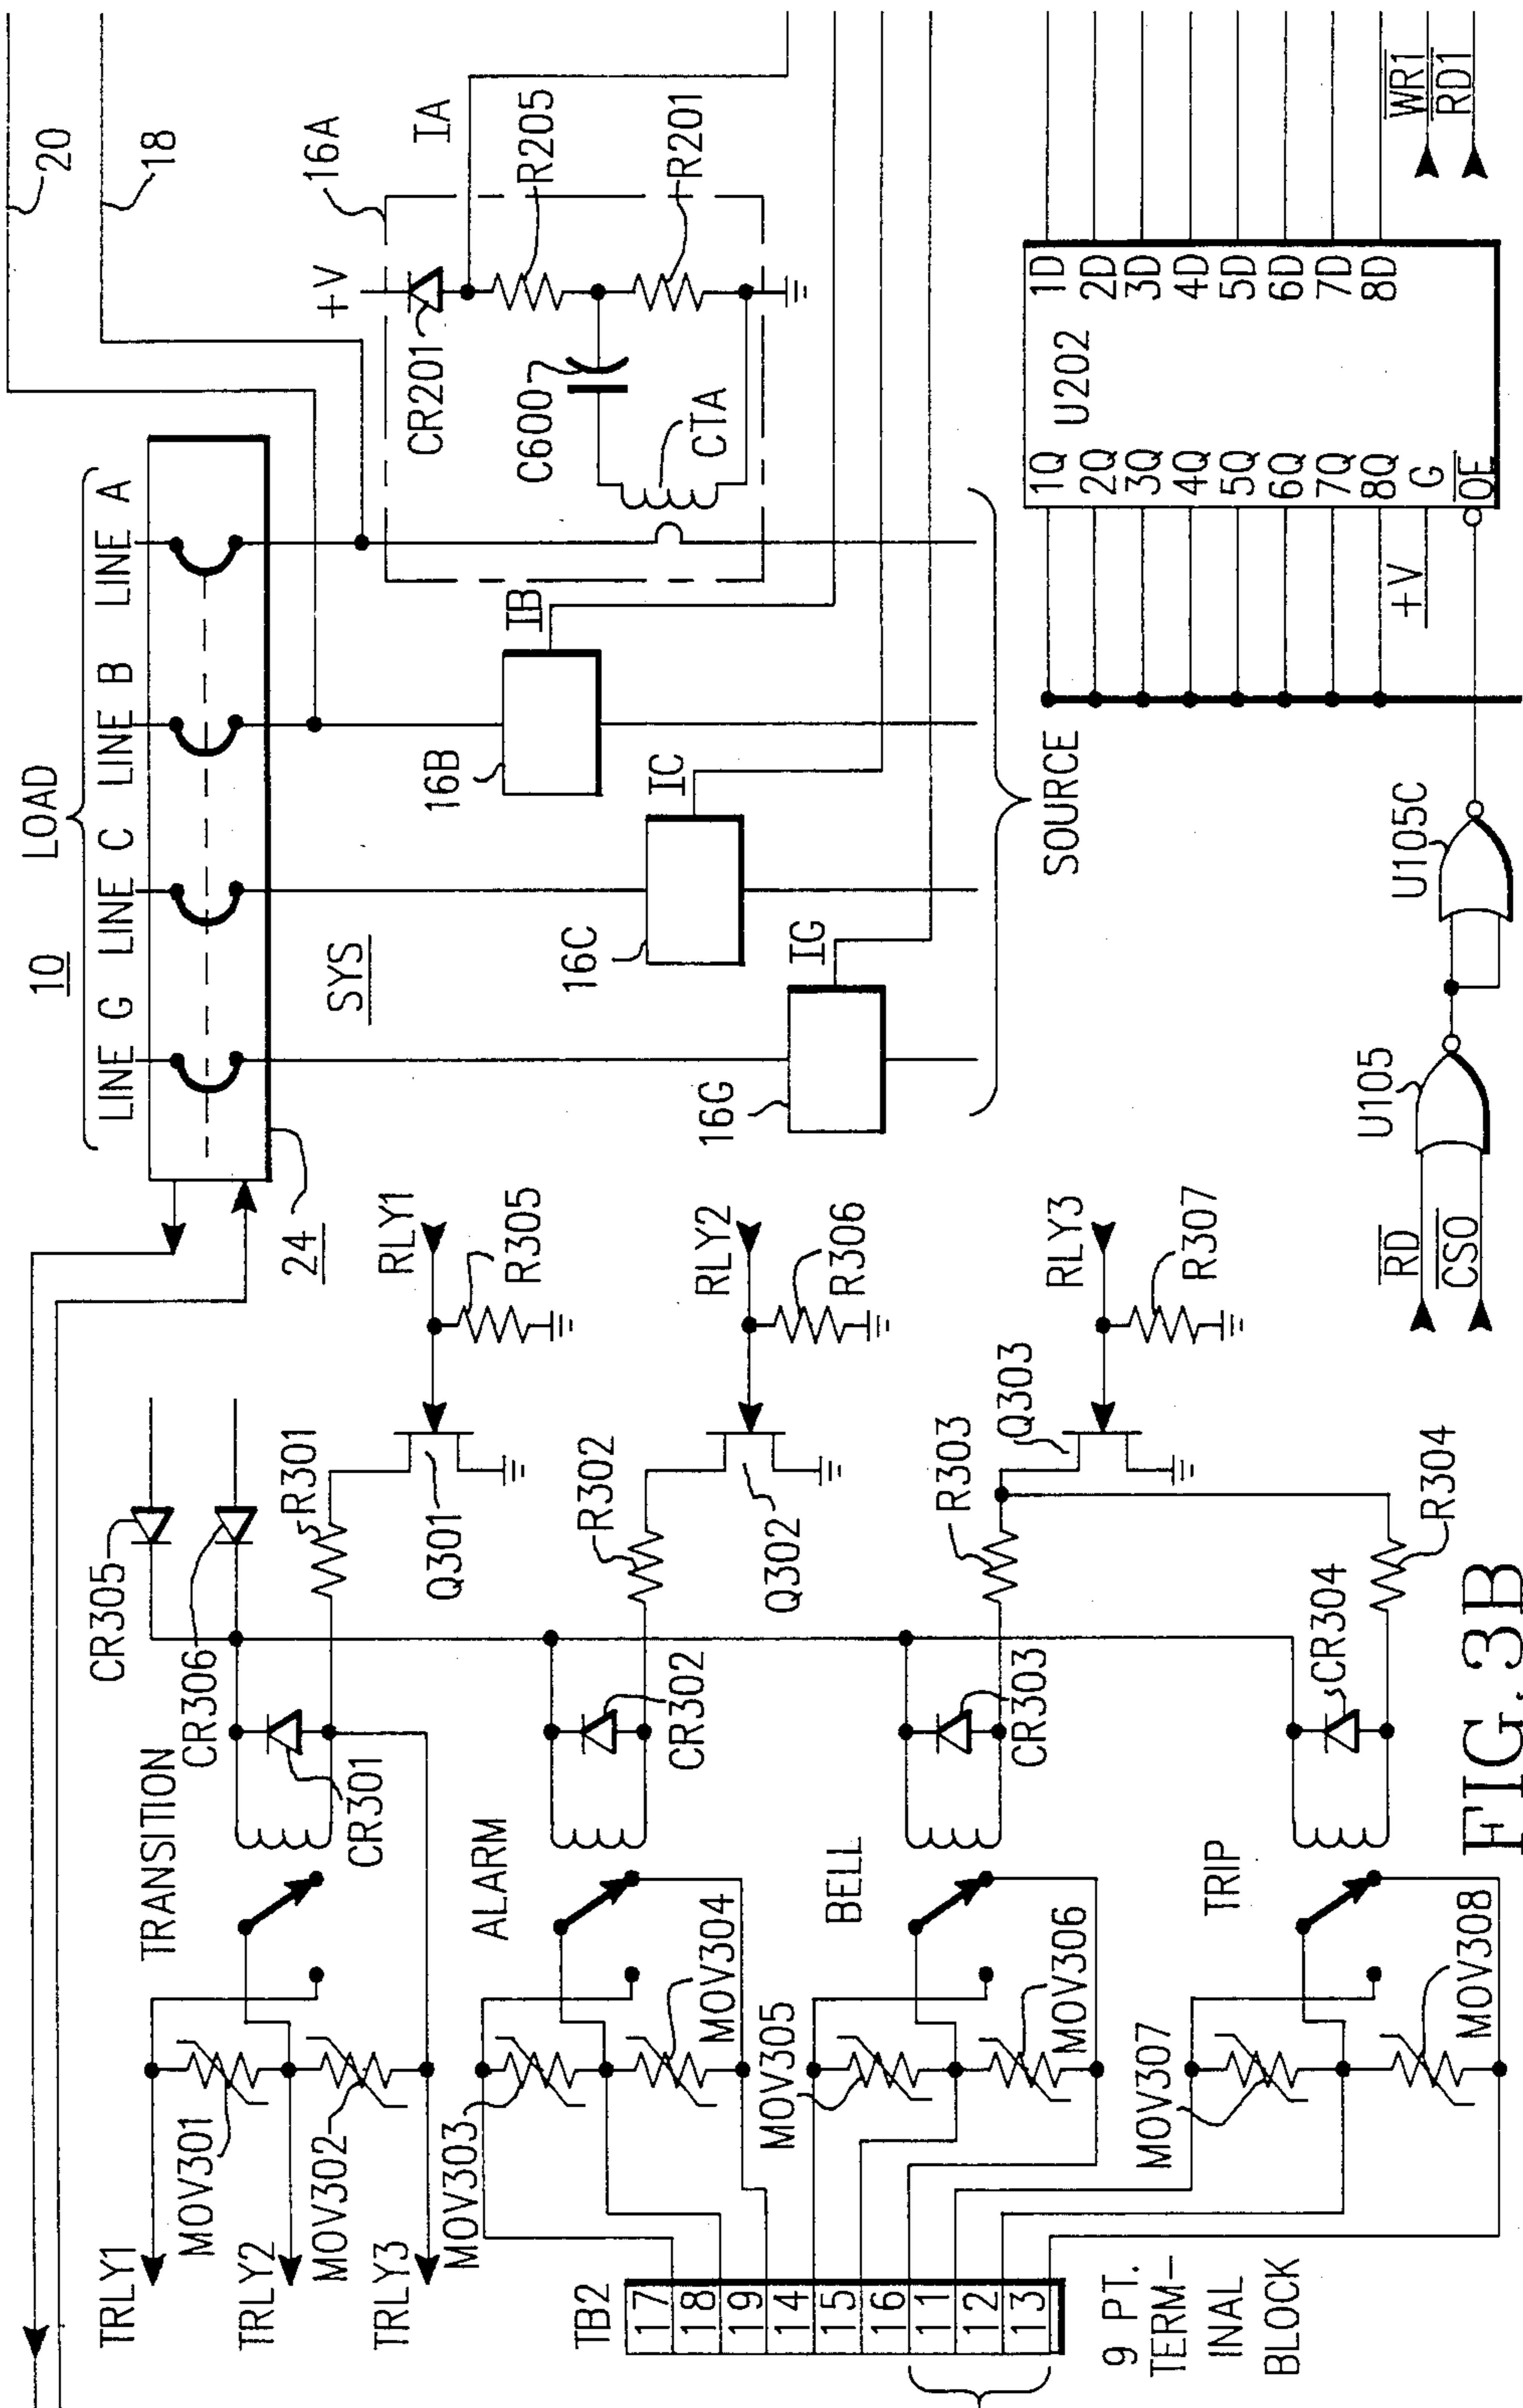 10
LOAD
LINE G
LINE C
LINE B
LINE A
20
18
24
SYS
16A
+V
IA
CR201
R205
C600
R201
CTA
16B
IB
16C
IC
16G
IG
SOURCE
CR305
CR306
TRANSITION
R301
RLY1
R305
Q301
CR301
TRLY1
MOV301
TRLY2
MOV302
TRLY3
ALARM
R302
RLY2
R306
Q302
CR302
MOV303
MOV304
BELL
R303
Q303
RLY3
R307
CR303
MOV305
MOV306
TRIP
CR304
R304
MOV307
MOV308
TB2
17
18
19
14
15
16
11
12
13
9 PT.
TERM-
INAL
BLOCK
RD
CSO
U105
U105C
+V
1Q 1D
2Q U202 2D
3Q 3D
4Q 4D
5Q 5D
6Q 6D
7Q 7D
8Q 8D
G
OE
WR1
RD1
FIG. 3B